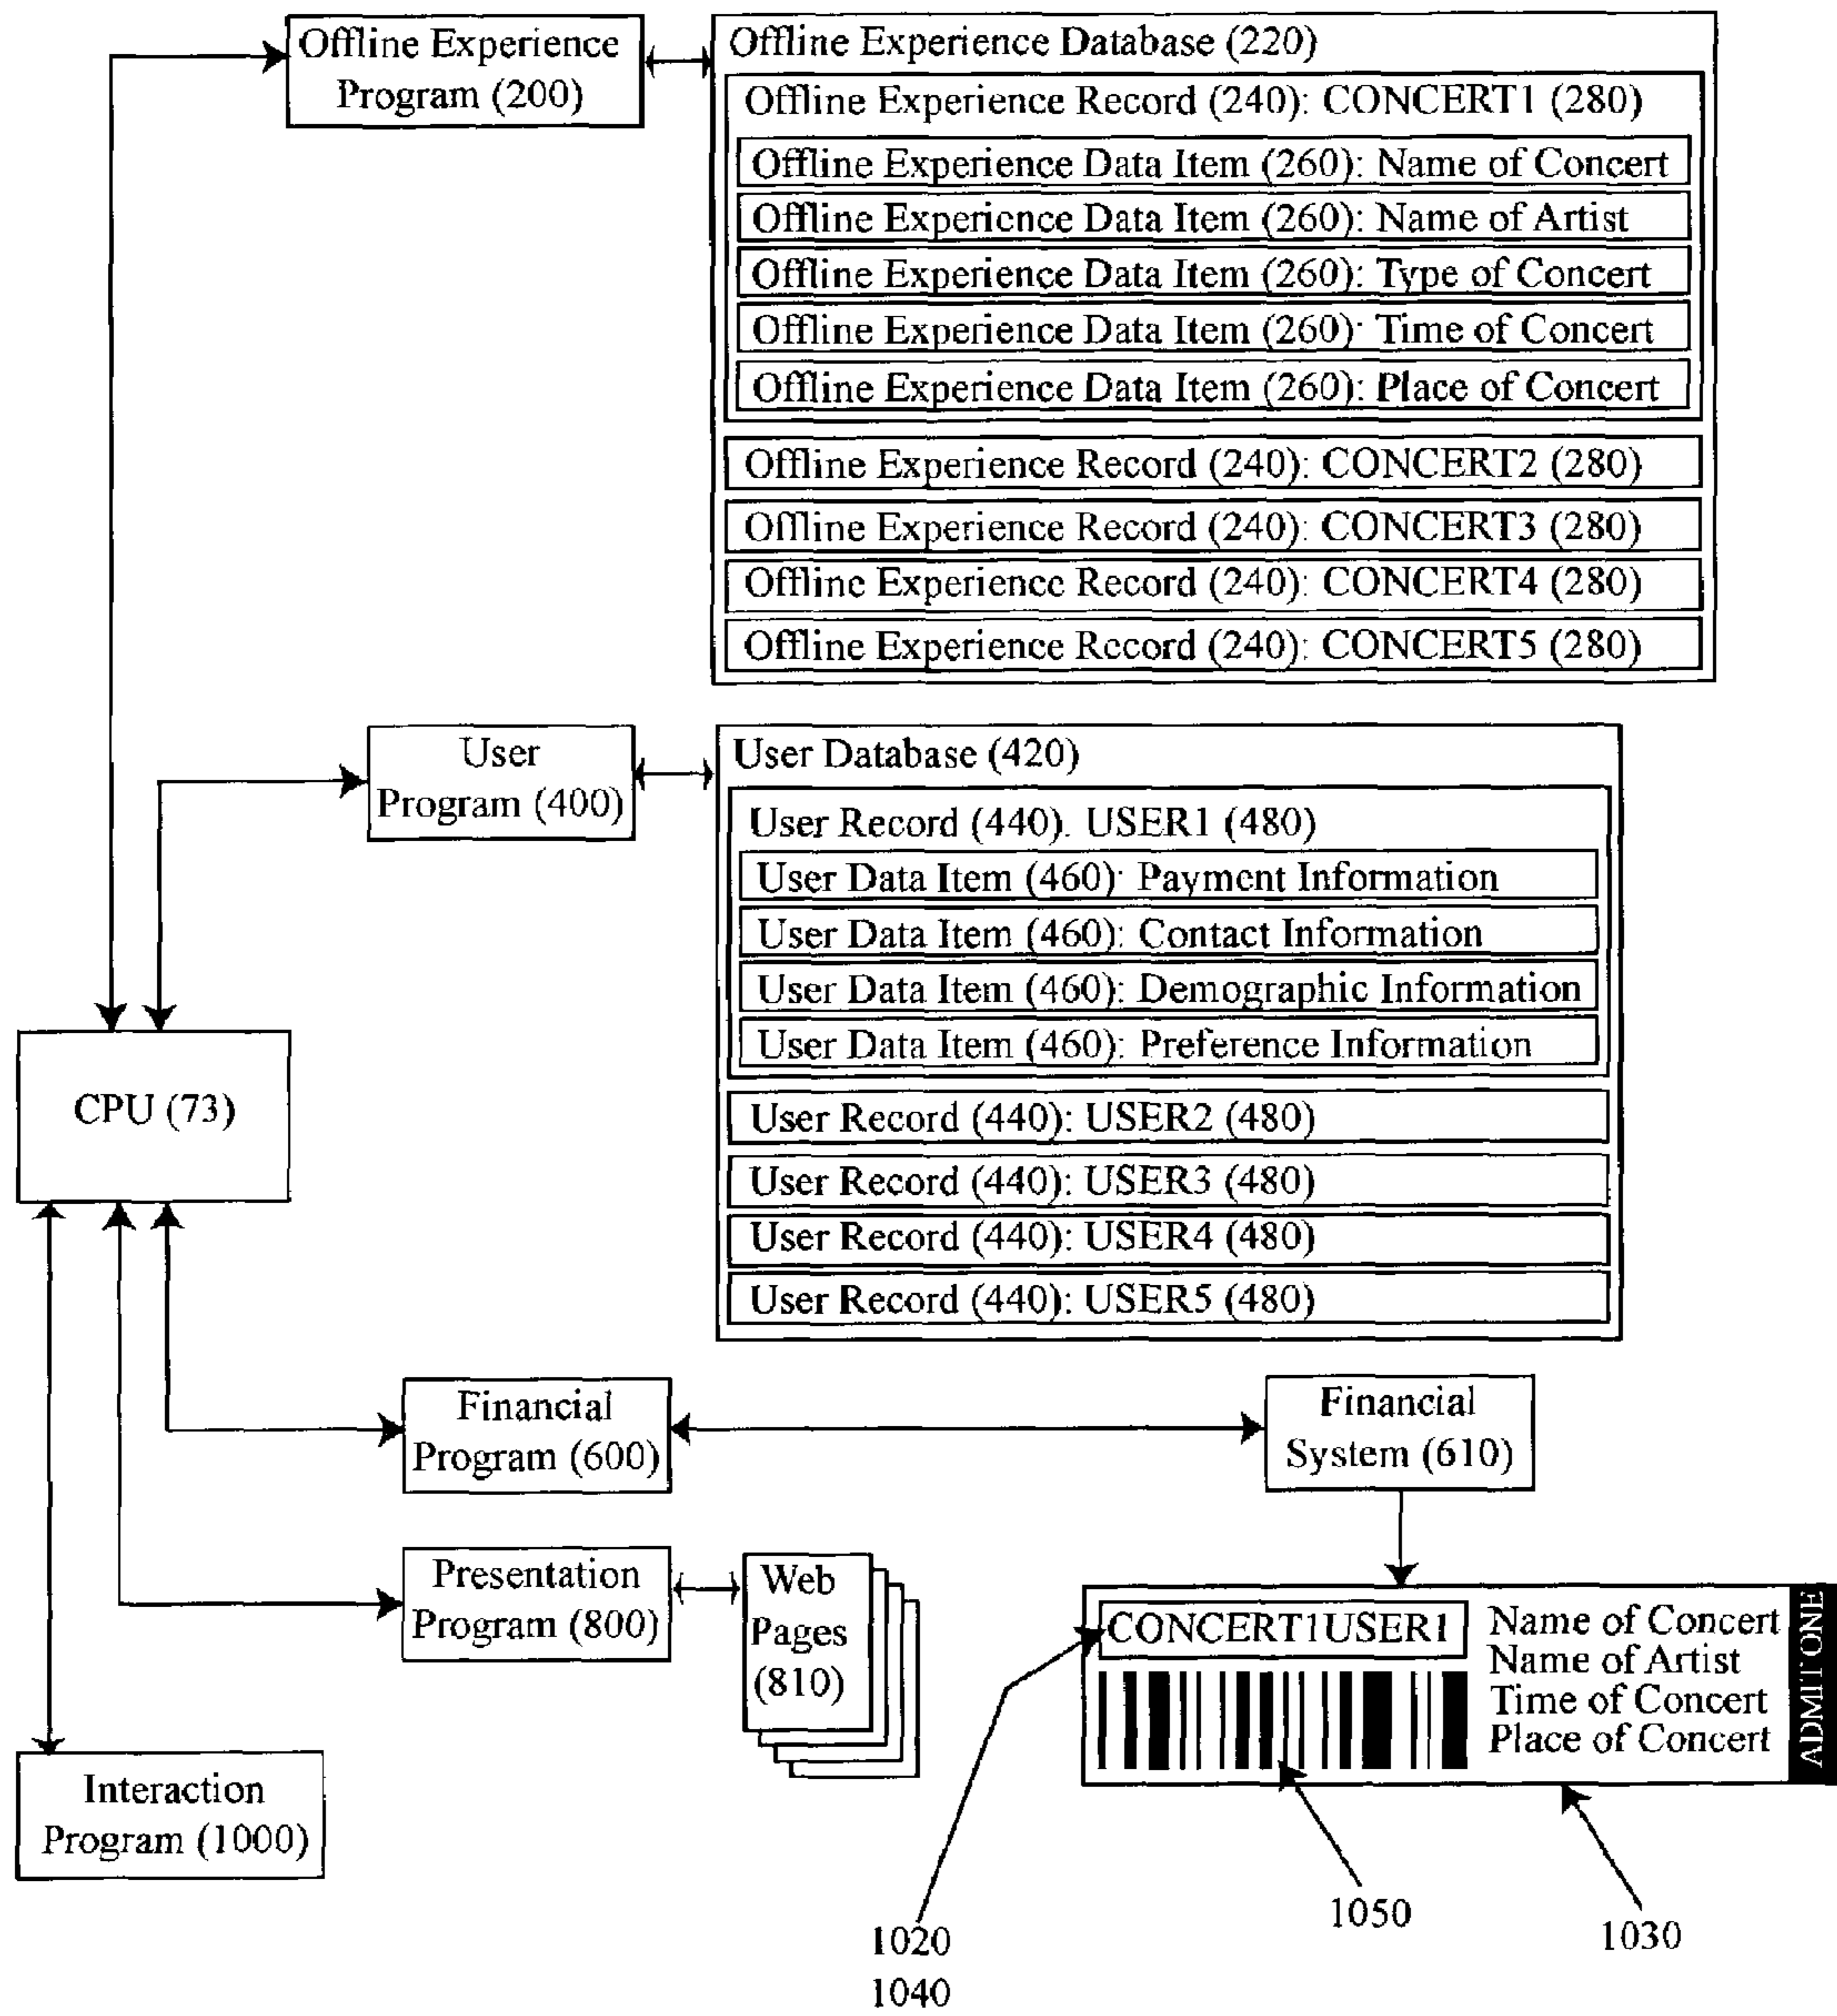 Offline Experience
Program (200)
Offline Experience Database (220)
Offline Experience Record (240): CONCERT1 (280)
Offline Experience Data Item (260): Name of Concert
Offline Experience Data Item (260): Name of Artist
Offline Experience Data Item (260): Type of Concert
Offline Experience Data Item (260): Time of Concert
Offline Experience Data Item (260): Place of Concert
Offline Experience Record (240): CONCERT2 (280)
Offline Experience Record (240): CONCERT3 (280)
Offline Experience Record (240): CONCERT4 (280)
Offline Experience Record (240): CONCERT5 (280)
User
Program (400)
User Database (420)
User Record (440). USER1 (480)
User Data Item (460): Payment Information
User Data Item (460): Contact Information
User Data Item (460): Demographic Information
User Data Item (460): Preference Information
User Record (440): USER2 (480)
User Record (440): USER3 (480)
User Record (440): USER4 (480)
User Record (440): USER5 (480)
CPU (73)
Financial
Program (600)
Financial
System (610)
Presentation
Program (800)
Web
Pages
(810)
CONCERT1USER1
Name of Concert
Name of Artist
Time of Concert
Place of Concert
ADMIT ONE
Interaction
Program (1000)
1020
1040
1050
1030